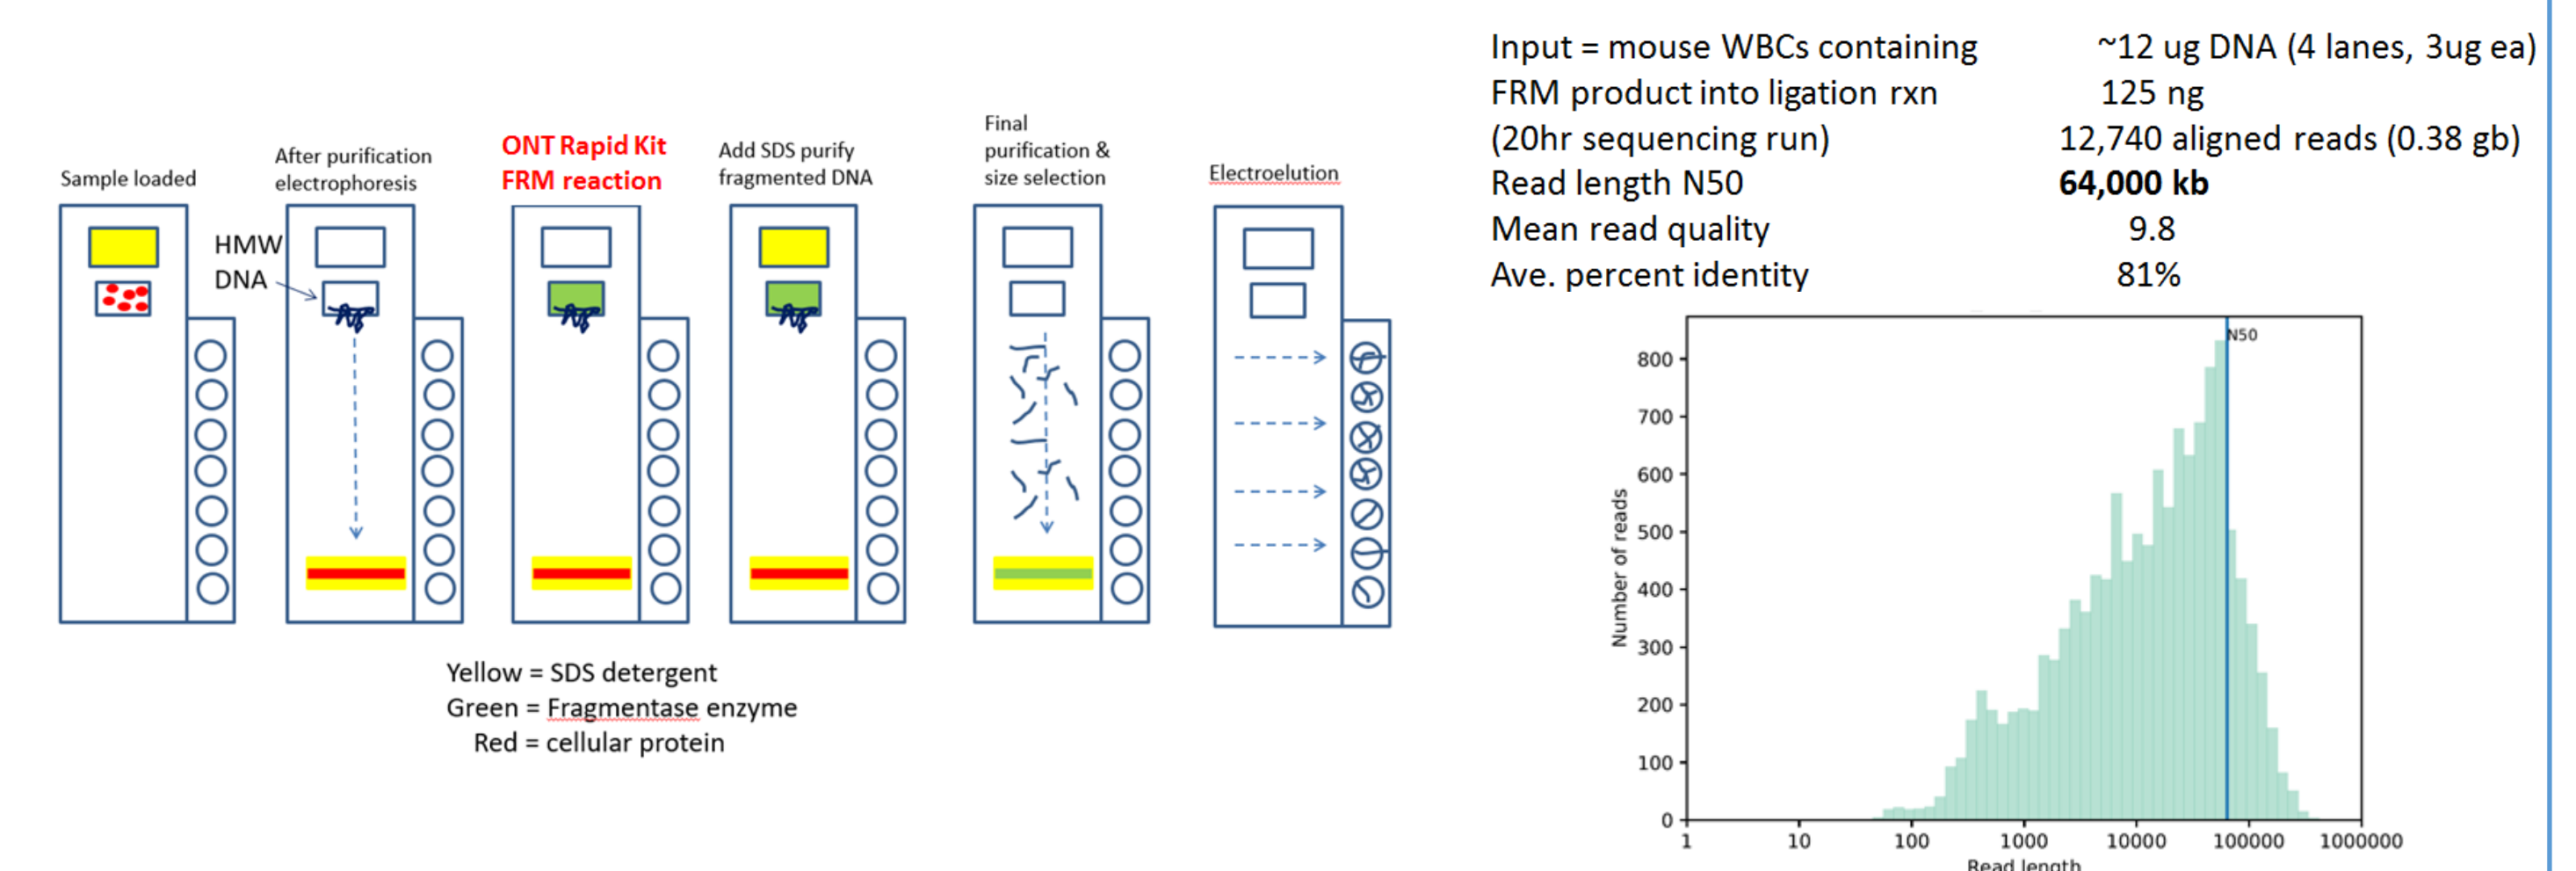 Sample loaded
After purification
electrophoresis
ONT Rapid Kit
FRM reaction
Add SDS purify
fragmented DNA
Final
purification &
size selection
Electroelution
HMW
DNA
Yellow = SDS detergent
Green = Fragmentase enzyme
Red = cellular protein
Input = mouse WBCs containing ~12 ug DNA (4 lanes, 3ug ea)
FRM product into ligation rxn 125 ng
(20hr sequencing run) 12,740 aligned reads (0.38 gb)
Read length N50 64,000 kb
Mean read quality 9.8
Ave. percent identity 81%
N50
800
700
600
500
400
300
200
100
0
Number of reads
1 10 100 1000 10000 100000 1000000
Read length